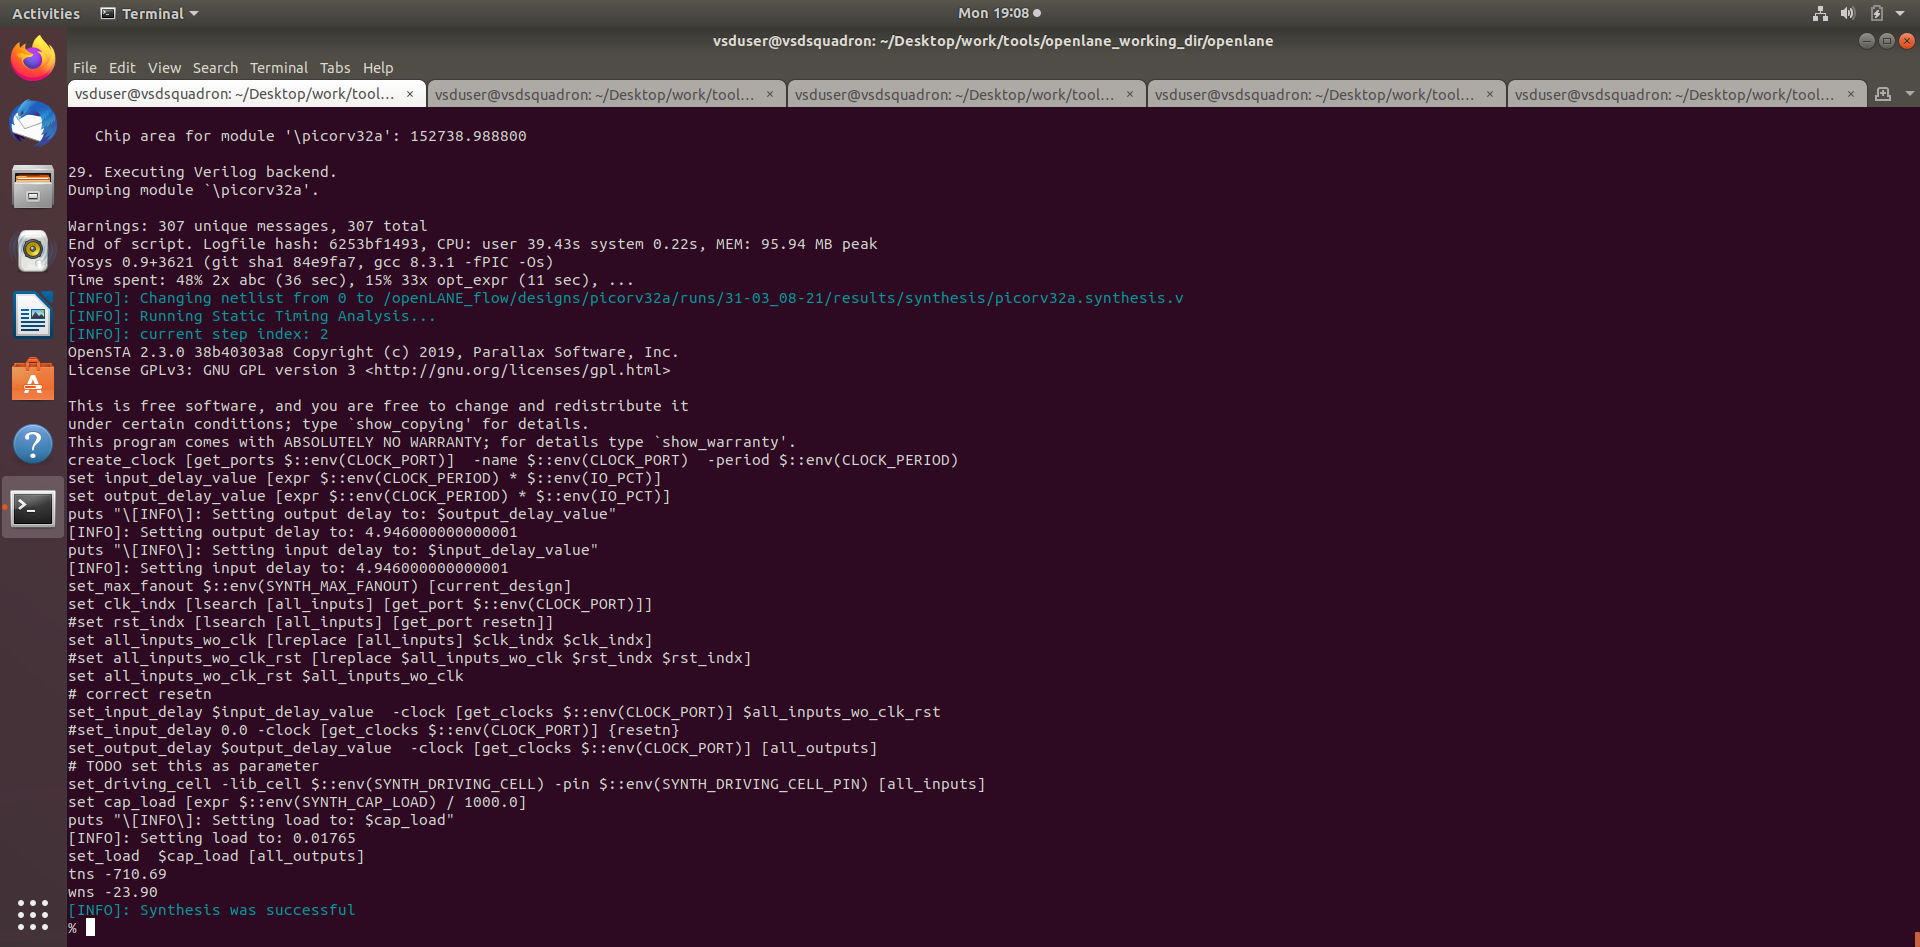 Activities Terminal Mon 19:08
vsduser@vsdsquadron: ~/Desktop/work/tools/openlane_working_dir/openlane
File Edit View Search Terminal Tabs Help
vsduser@vsdsquadron: ~/Desktop/work/tool... × vsduser@vsdsquadron: ~/Desktop/work/tool... × vsduser@vsdsquadron: ~/Desktop/work/tool... × vsduser@vsdsquadron: ~/Desktop/work/tool... × vsduser@vsdsquadron: ~/Desktop/work/tool... ×
Chip area for module '\picorv32a': 152738.988800
29. Executing Verilog backend.
Dumping module `\picorv32a'.
Warnings: 307 unique messages, 307 total
End of script. Logfile hash: 6253bf1493, CPU: user 39.43s system 0.22s, MEM: 95.94 MB peak
Yosys 0.9+3621 (git sha1 84e9fa7, gcc 8.3.1 -fPIC -Os)
Time spent: 48% 2x abc (36 sec), 15% 33x opt_expr (11 sec), ...
[INFO]: Changing netlist from 0 to /openLANE_flow/designs/picorv32a/runs/31-03_08-21/results/synthesis/picorv32a.synthesis.v
[INFO]: Running Static Timing Analysis...
[INFO]: current step index: 2
OpenSTA 2.3.0 38b40303a8 Copyright (c) 2019, Parallax Software, Inc.
License GPLv3: GNU GPL version 3 <http://gnu.org/licenses/gpl.html>
This is free software, and you are free to change and redistribute it
under certain conditions; type `show_copying' for details.
This program comes with ABSOLUTELY NO WARRANTY; for details type `show_warranty'.
create_clock [get_ports $::env(CLOCK_PORT)]  -name $::env(CLOCK_PORT)  -period $::env(CLOCK_PERIOD)
set input_delay_value [expr $::env(CLOCK_PERIOD) * $::env(IO_PCT)]
set output_delay_value [expr $::env(CLOCK_PERIOD) * $::env(IO_PCT)]
puts "\[INFO\]: Setting output delay to: $output_delay_value"
[INFO]: Setting output delay to: 4.946000000000001
puts "\[INFO\]: Setting input delay to: $input_delay_value"
[INFO]: Setting input delay to: 4.946000000000001
set_max_fanout $::env(SYNTH_MAX_FANOUT) [current_design]
set clk_indx [lsearch [all_inputs] [get_port $::env(CLOCK_PORT)]]
#set rst_indx [lsearch [all_inputs] [get_port resetn]]
set all_inputs_wo_clk [lreplace [all_inputs] $clk_indx $clk_indx]
#set all_inputs_wo_clk_rst [lreplace $all_inputs_wo_clk $rst_indx $rst_indx]
set all_inputs_wo_clk_rst $all_inputs_wo_clk
# correct resetn
set_input_delay $input_delay_value  -clock [get_clocks $::env(CLOCK_PORT)] $all_inputs_wo_clk_rst
#set_input_delay 0.0 -clock [get_clocks $::env(CLOCK_PORT)] {resetn}
set_output_delay $output_delay_value  -clock [get_clocks $::env(CLOCK_PORT)] [all_outputs]
# TODO set this as parameter
set_driving_cell -lib_cell $::env(SYNTH_DRIVING_CELL) -pin $::env(SYNTH_DRIVING_CELL_PIN) [all_inputs]
set cap_load [expr $::env(SYNTH_CAP_LOAD) / 1000.0]
puts "\[INFO\]: Setting load to: $cap_load"
[INFO]: Setting load to: 0.01765
set_load  $cap_load [all_outputs]
tns -710.69
wns -23.90
[INFO]: Synthesis was successful
%